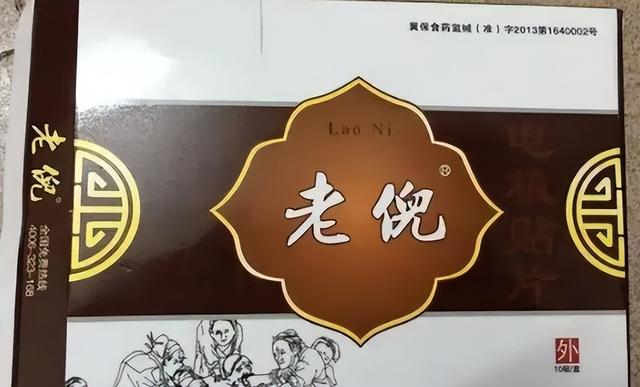 冀保食药监械(准)字2013第1640002号
Lao Ni
老倪®
电极贴片
外
10贴/盒
老倪®
全国免费热线
4006-323-168